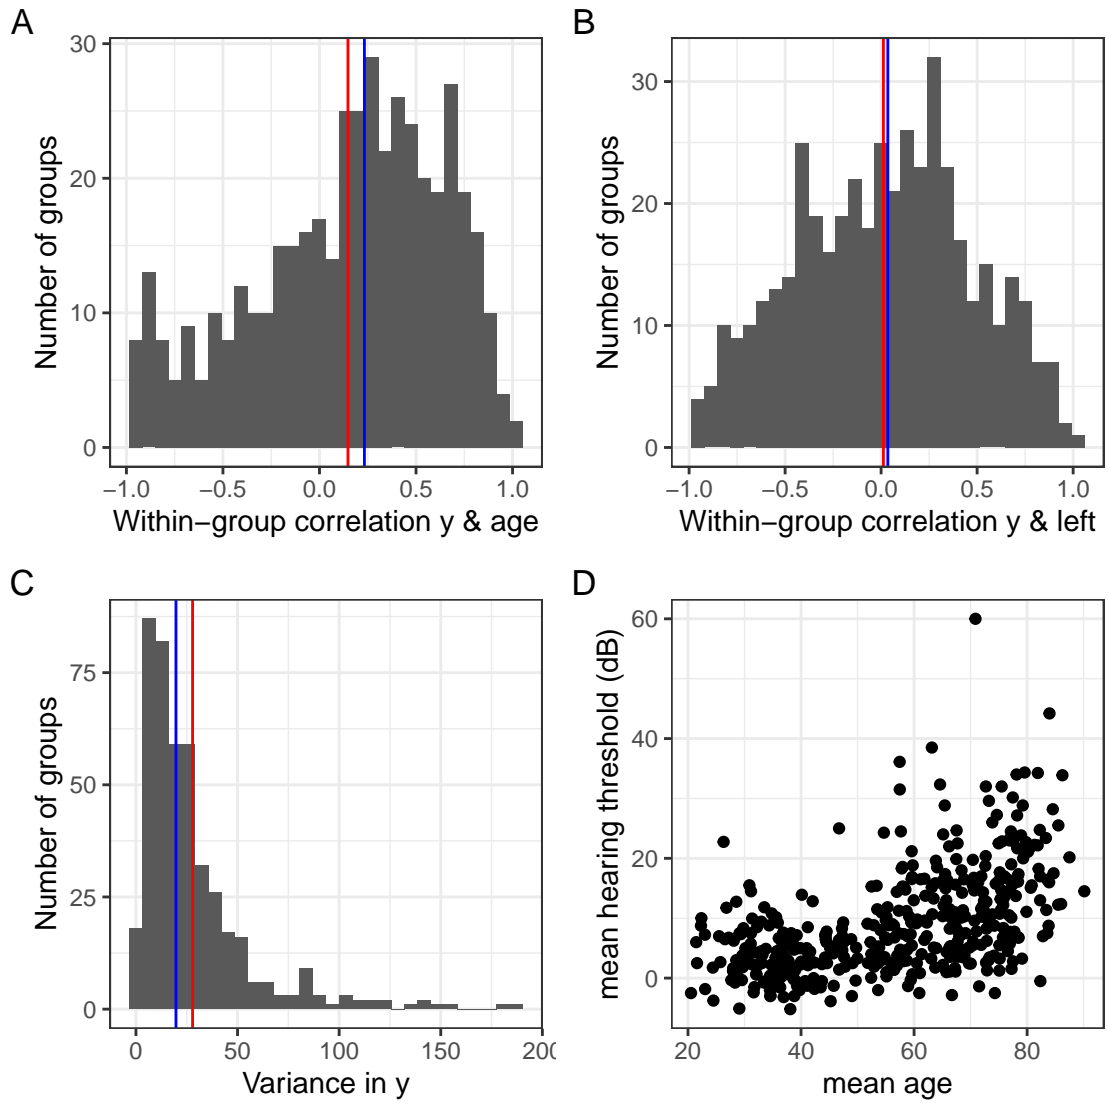 A
Number of groups
30
20
10
0
−1.0 −0.5 0.0 0.5 1.0
Within−group correlation y & age
B
Number of groups
30
20
10
0
−1.0 −0.5 0.0 0.5 1.0
Within−group correlation y & left
C
Number of groups
75
50
25
0
0 50 100 150 200
Variance in y
D
mean hearing threshold (dB)
60
40
20
0
20 40 60 80
mean age